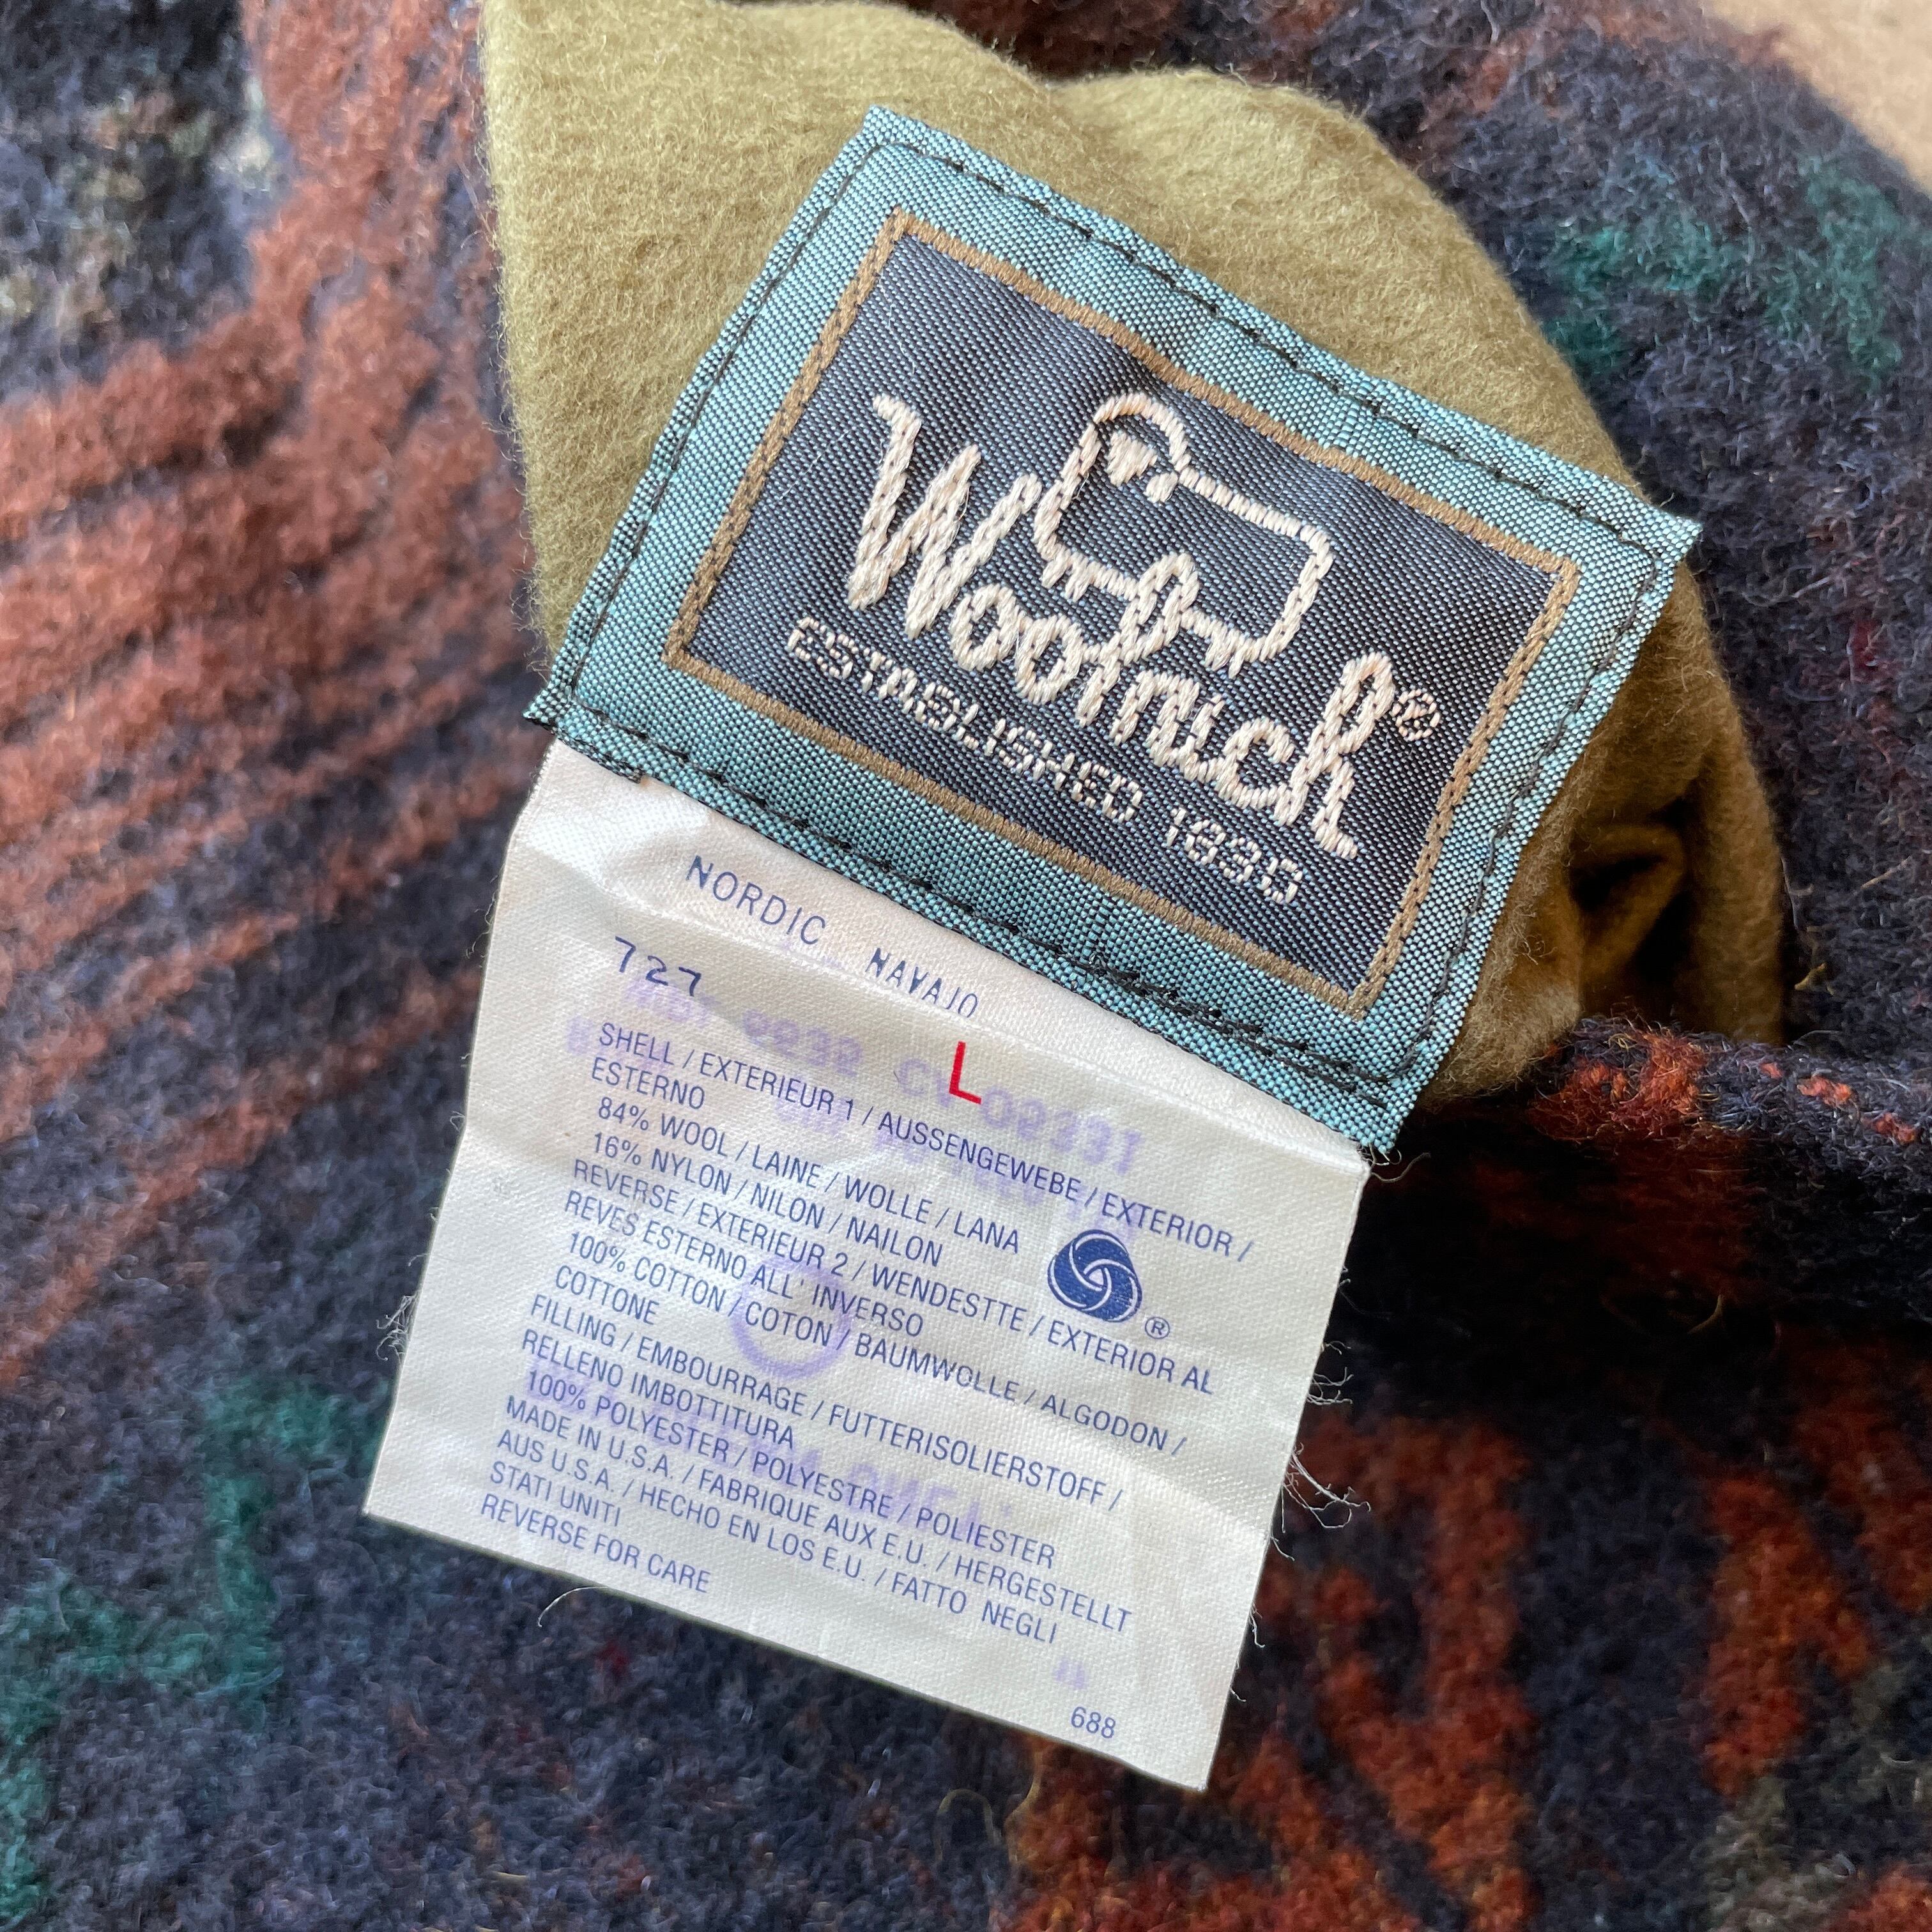 Woolrich®
ESTABLISHED 1830
NORDIC NAVAJO
727
L
SHELL / EXTERIEUR 1 / AUSSENGEWEBE / EXTERIOR /
ESTERNO
84% WOOL / LAINE / WOLLE / LANA
16% NYLON / NILON / NAILON
REVERSE / EXTERIEUR 2 / WENDESTTE / EXTERIOR AL
REVES ESTERNO ALL' INVERSO
100% COTTON / COTON / BAUMWOLLE / ALGODON /
COTTONE
FILLING / EMBOURRAGE / FUTTERISOLIERSTOFF /
RELLENO IMBOTTITURA
100% POLYESTER / POLYESTRE / POLIESTER
MADE IN U.S.A. / FABRIQUE AUX E.U. / HERGESTELLT
AUS U.S.A. / HECHO EN LOS E.U. / FATTO NEGLI
STATI UNITI
REVERSE FOR CARE
®
688